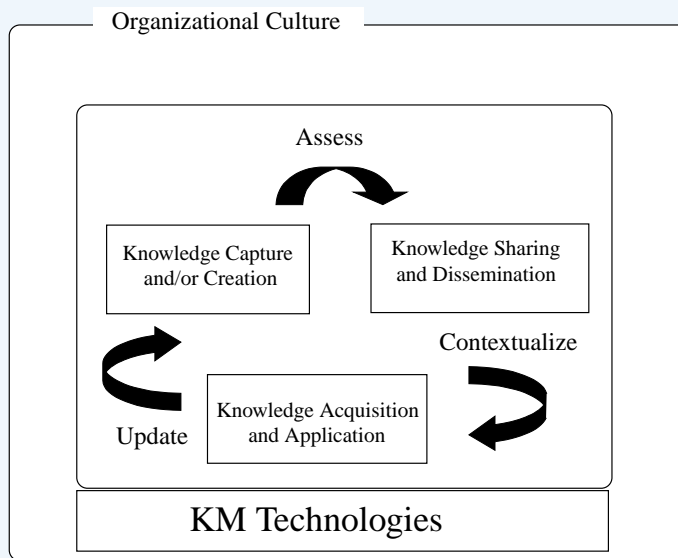 Organizational Culture
Assess
Knowledge Capture
and/or Creation
Knowledge Sharing
and Dissemination
Contextualize
Knowledge Acquisition
and Application
Update
KM Technologies